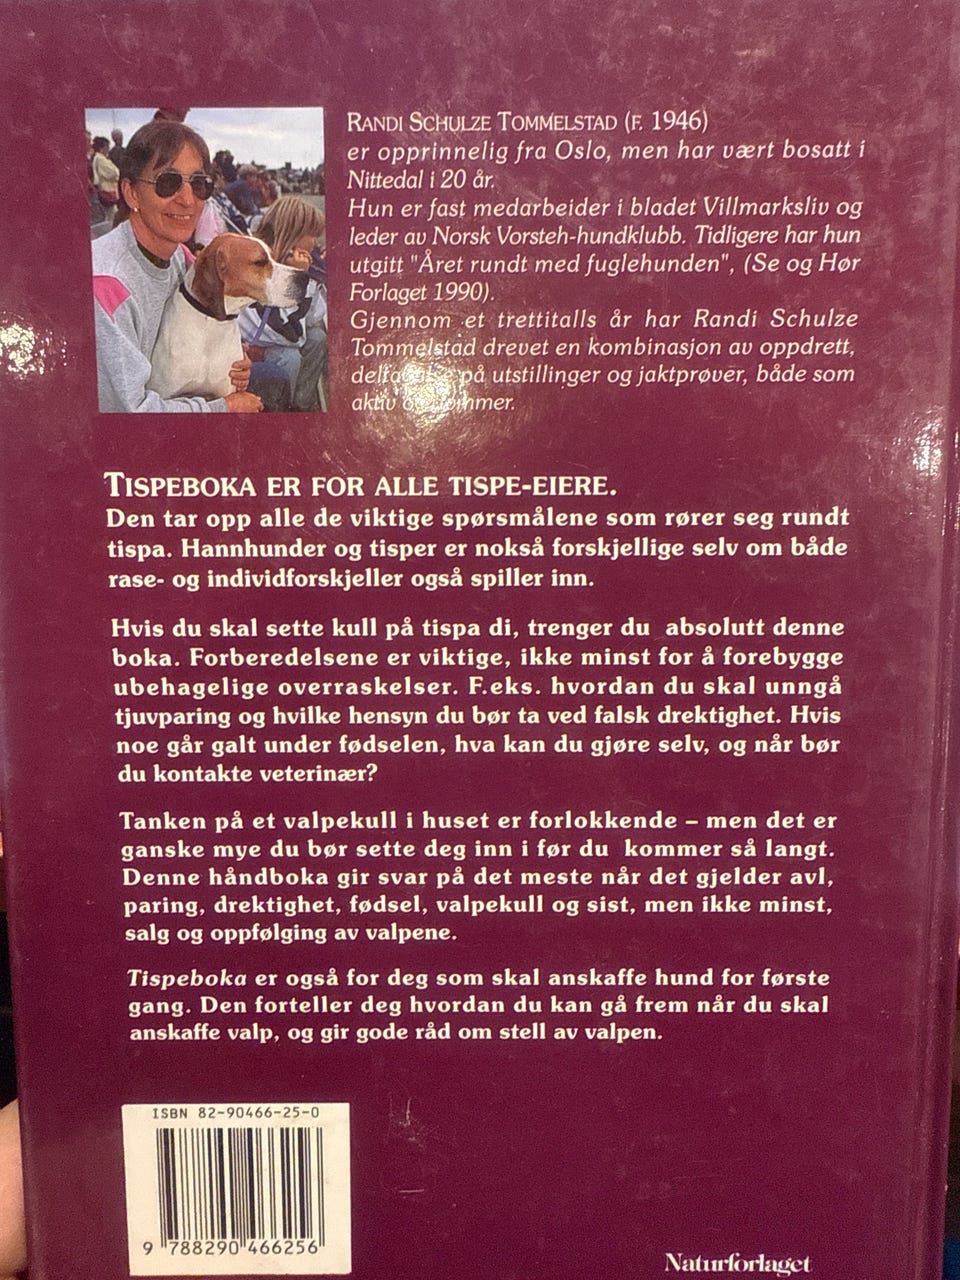 RANDI SCHULZE TOMMELSTAD (F. 1946)
er opprinnelig fra Oslo, men har vært bosatt i
Nittedal i 20 år.
Hun er fast medarbeider i bladet Villmarksliv og
leder av Norsk Vorsteh-hundklubb. Tidligere har hun
utgitt "Året rundt med fuglehunden", (Se og Hør
Forlaget 1990).
Gjennom et trettitalls år har Randi Schulze
Tommelstad drevet en kombinasjon av oppdrett,
på utstillinger og jaktprøver, både som
aktiv
TISPEBOKA ER FOR ALLE TISPE-EIERE.
Den tar opp alle de viktige spørsmålene som rører seg rundt
tispa. Hannhunder og tisper er nokså forskjellige selv om både
rase- og individforskjeller også spiller inn.
Hvis du skal sette kull på tispa di, trenger du absolutt denne
boka. Forberedelsene er viktige, ikke minst for å forebygge
ubehagelige overraskelser. F.eks. hvordan du skal unngå
tjuvparing og hvilke hensyn du bør ta ved falsk drektighet. Hvis
noe går galt under fødselen, hva kan du gjøre selv, og når bør
du kontakte veterinær?
Tanken på et valpekull i huset er forlokkende – men det er
ganske mye du bør sette deg inn i før du kommer så langt.
Denne håndboka gir svar på det meste når det gjelder avl,
paring, drektighet, fødsel, valpekull og sist, men ikke minst,
salg og oppfølging av valpene.
Tispeboka er også for deg som skal anskaffe hund for første
gang. Den forteller deg hvordan du kan gå frem når du skal
anskaffe valp, og gir gode råd om stell av valpen.
ISBN 82-90466-25-0
9 788290 466256
Naturforlaget